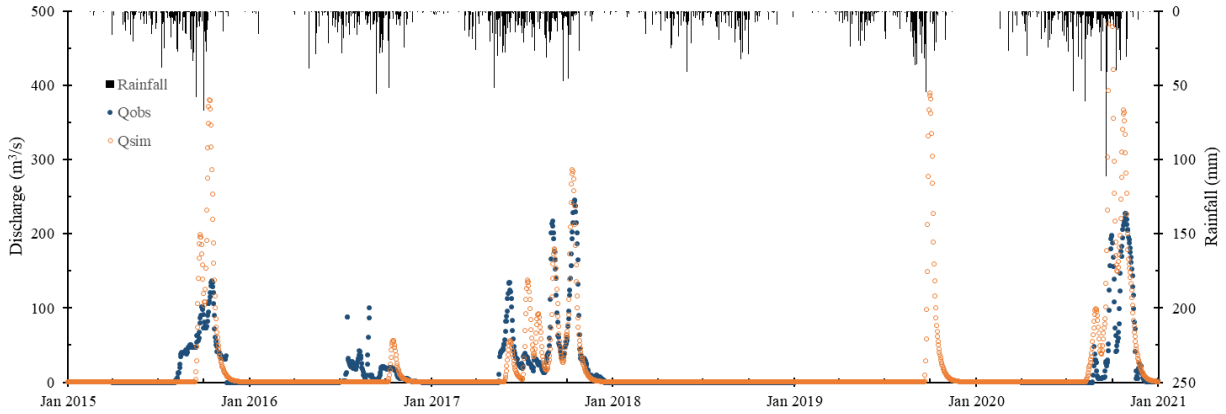 500
400
300
200
100
0
Discharge (m³/s)
Rainfall
Qobs
Qsim
0
50
100
150
200
250
Rainfall (mm)
Jan 2015
Jan 2016
Jan 2017
Jan 2018
Jan 2019
Jan 2020
Jan 2021